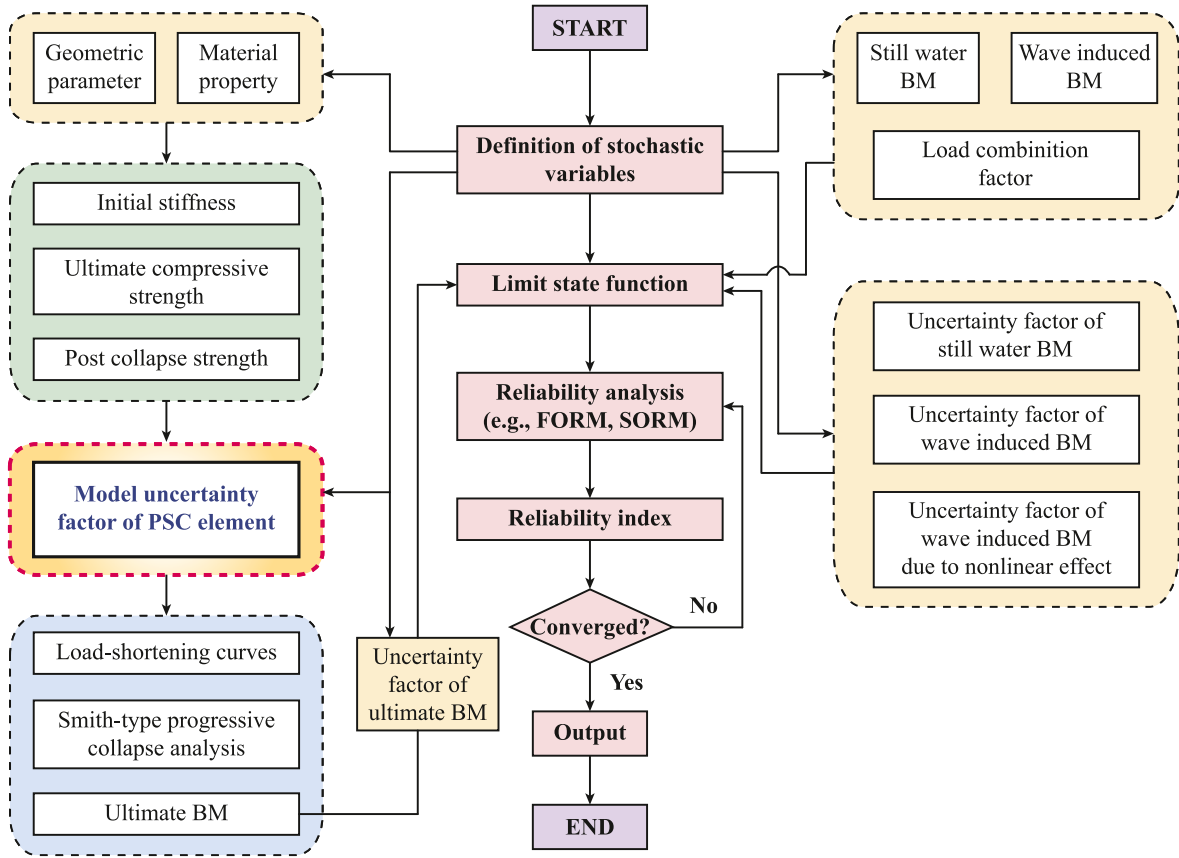 START
Geometric
parameter
Material
property
Still water
BM
Wave induced
BM
Definition of stochastic
variables
Load combinition
factor
Initial stiffness
Ultimate compressive
strength
Post collapse strength
Limit state function
Uncertainty factor of
still water BM
Uncertainty factor of
wave induced BM
Uncertainty factor of
wave induced BM
due to nonlinear effect
Reliability analysis
(e.g., FORM, SORM)
Model uncertainty
factor of PSC element
Reliability index
Converged?
No
Yes
Load-shortening curves
Smith-type progressive
collapse analysis
Ultimate BM
Uncertainty
factor of
ultimate BM
Output
END